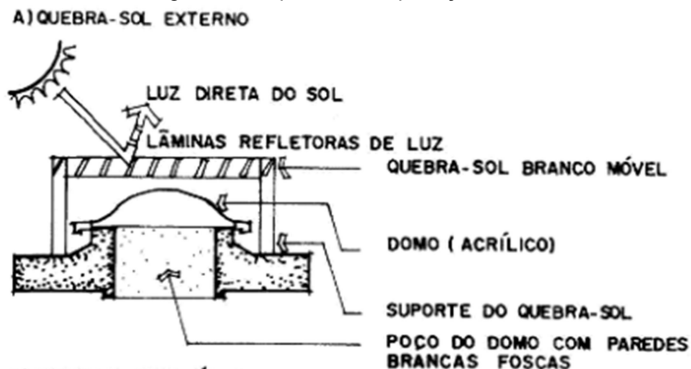 A) QUEBRA-SOL EXTERNO
LUZ DIRETA DO SOL
LÂMINAS REFLETORAS DE LUZ
QUEBRA-SOL BRANCO MÓVEL
DOMO (ACRÍLICO)
SUPORTE DO QUEBRA-SOL
POÇO DO DOMO COM PAREDES
BRANCAS FOSCAS